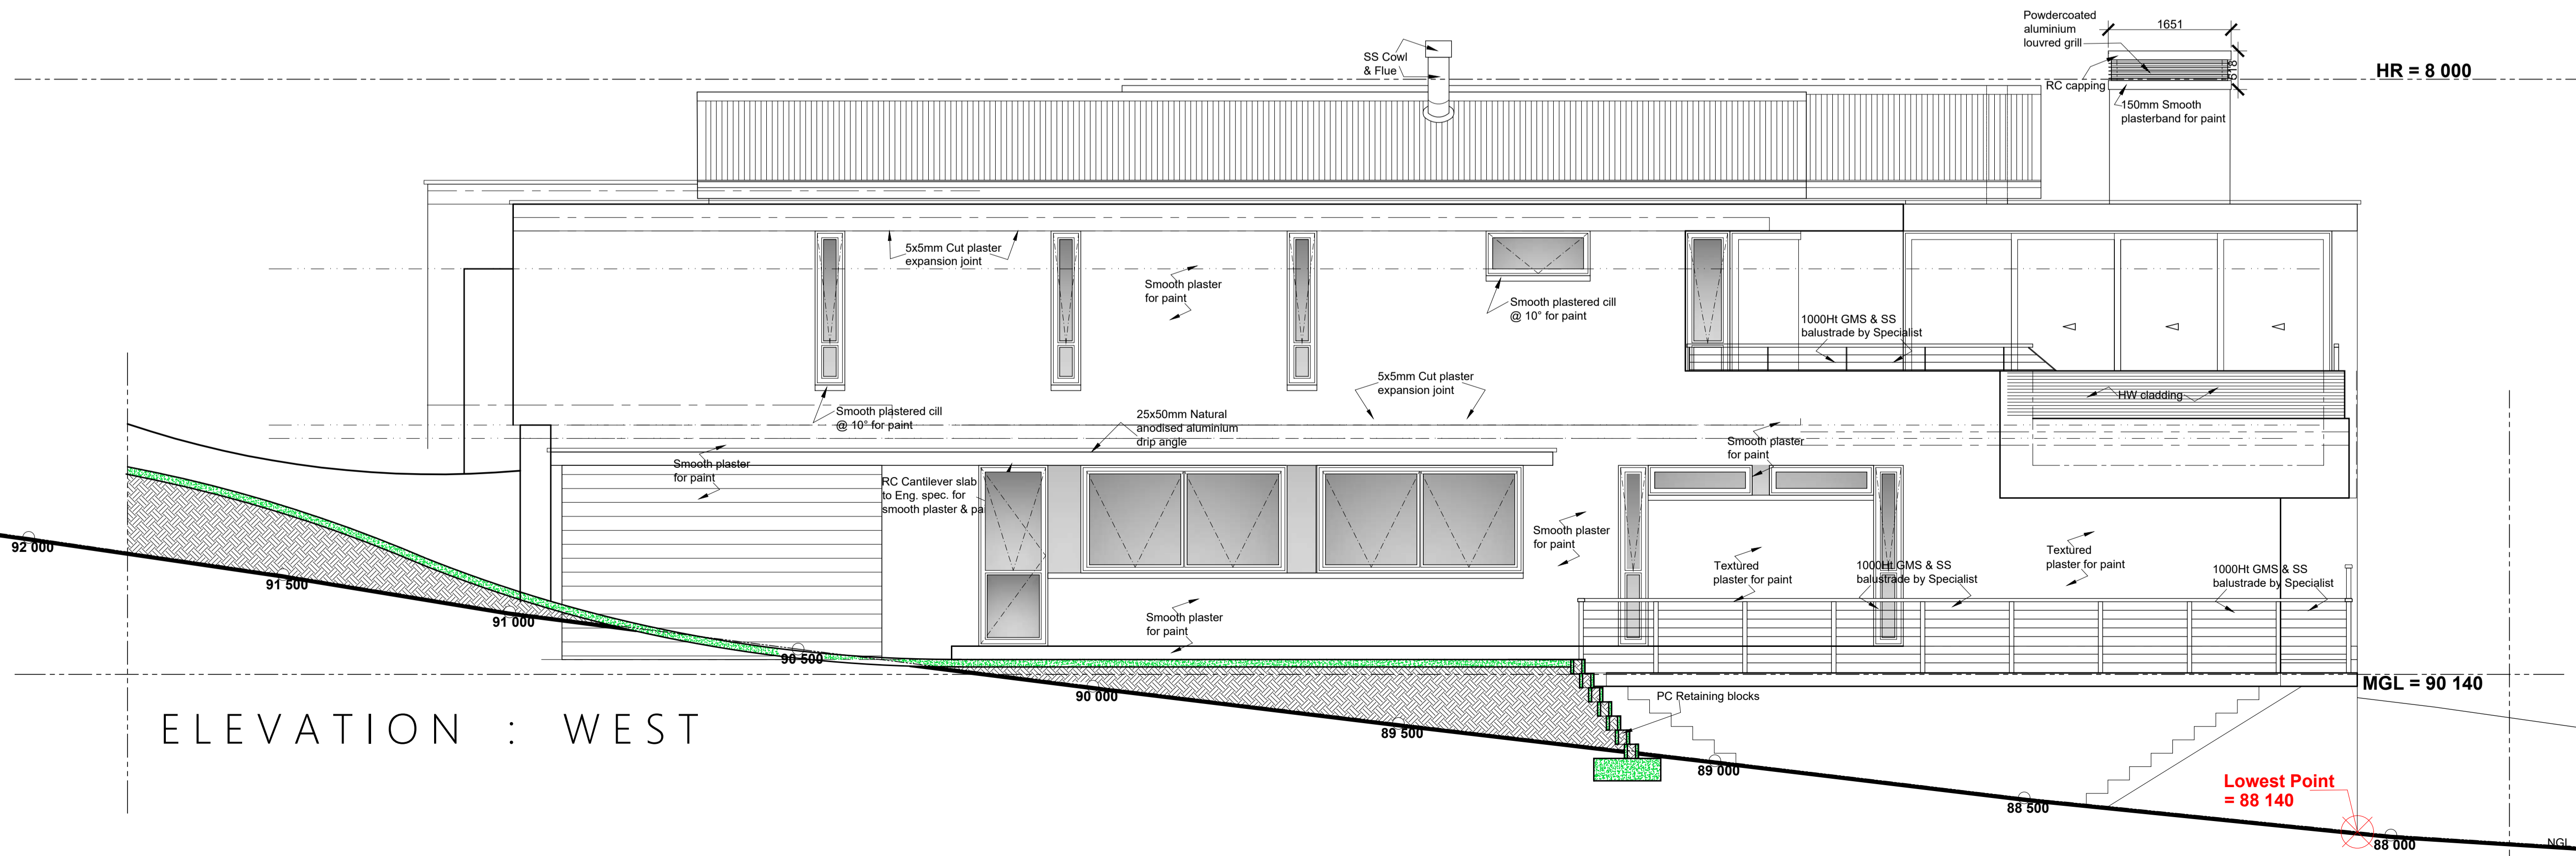 Powdercoated
aluminium
louvred grill
1651
SS Cowl
& Flue
HR = 8 000
518
RC capping
150mm Smooth
plasterband for paint
5x5mm Cut plaster
expansion joint
Smooth plaster
for paint
Smooth plastered cill
@ 10° for paint
1000Ht GMS & SS
balustrade by Specialist
5x5mm Cut plaster
expansion joint
HW cladding
Smooth plastered cill
@ 10° for paint
25x50mm Natural
anodised aluminium
drip angle
Smooth plaster
for paint
Smooth plaster
for paint
RC Cantilever slab
to Eng. spec. for
smooth plaster & pa
Smooth plaster
for paint
Textured
plaster for paint
Textured
plaster for paint
1000Ht GMS & SS
balustrade by Specialist
1000Ht GMS & SS
balustrade by Specialist
92 000
91 500
91 000
Smooth plaster
for paint
90 500
90 000
PC Retaining blocks
MGL = 90 140
ELEVATION : WEST
89 500
89 000
Lowest Point
= 88 140
88 500
88 000
NGL